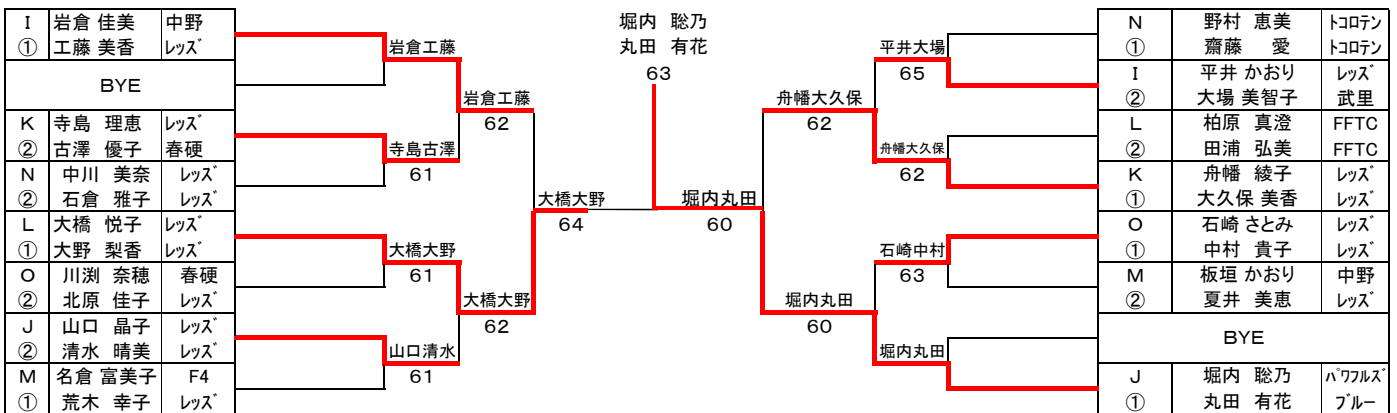 I 岩倉 佳美 中野
① 工藤 美香 レッズ
BYE
K 寺島 理恵 レッズ
② 古澤 優子 春硬
N 中川 美奈 レッズ
② 石倉 雅子 レッズ
L 大橋 悦子 レッズ
① 大野 梨香 レッズ
O 川渕 奈穂 春硬
② 北原 佳子 レッズ
J 山口 晶子 レッズ
② 清水 晴美 レッズ
M 名倉 富美子 F4
① 荒木 幸子 レッズ
岩倉工藤
寺島古澤
61
大橋大野
61
山口清水
61
岩倉工藤
62
大橋大野
62
大橋大野
64
堀内 聡乃
丸田 有花
63
堀内丸田
60
舟幡大久保
62
堀内丸田
60
平井大場
65
舟幡大久保
62
石崎中村
63
堀内丸田
N 野村 恵美 トコロテン
① 齋藤 愛 トコロテン
I 平井 かおり レッズ
② 大場 美智子 武里
L 柏原 真澄 FFTC
② 田浦 弘美 FFTC
K 舟幡 綾子 レッズ
① 大久保 美香 レッズ
O 石崎 さとみ レッズ
① 中村 貴子 レッズ
M 板垣 かおり 中野
② 夏井 美恵 レッズ
BYE
J 堀内 聡乃 パワフルズ
① 丸田 有花 ブルー